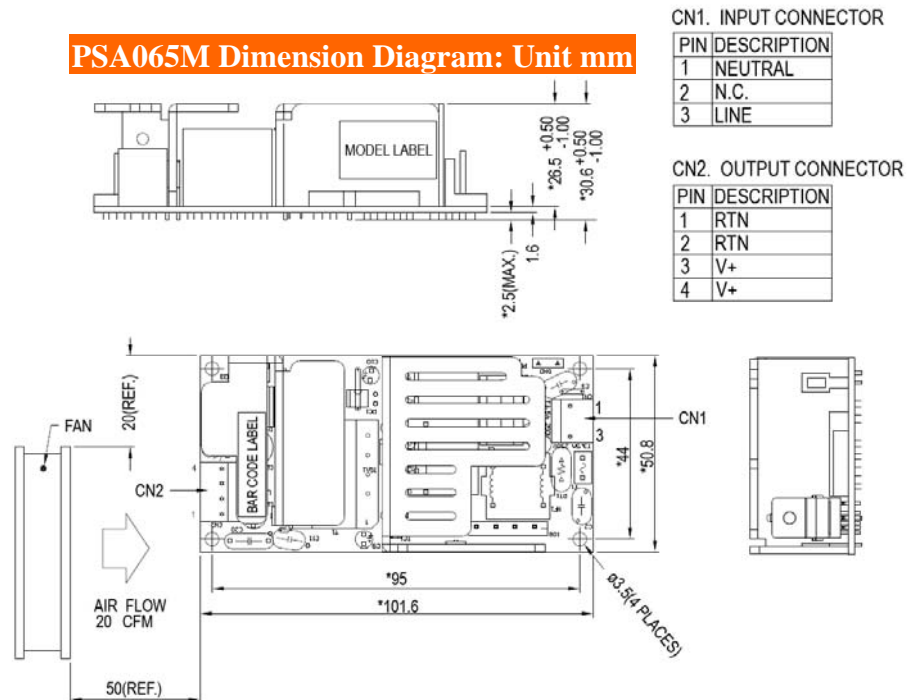 PSA065M Dimension Diagram: Unit mm
CN1. INPUT CONNECTOR
PIN DESCRIPTION
1 NEUTRAL
2 N.C.
3 LINE
MODEL LABEL
*26.5 +0.50 -1.00
*30.6 +0.50 -1.00
1.6
*2.5(MAX.)
CN2. OUTPUT CONNECTOR
PIN DESCRIPTION
1 RTN
2 RTN
3 V+
4 V+
20(REF.)
FAN
CN2
4
1
BAR CODE LABEL
1
3
CN1
*44
*50.8
AIR FLOW
20 CFM
*95
*101.6
ø3.5(4 PLACES)
50(REF.)